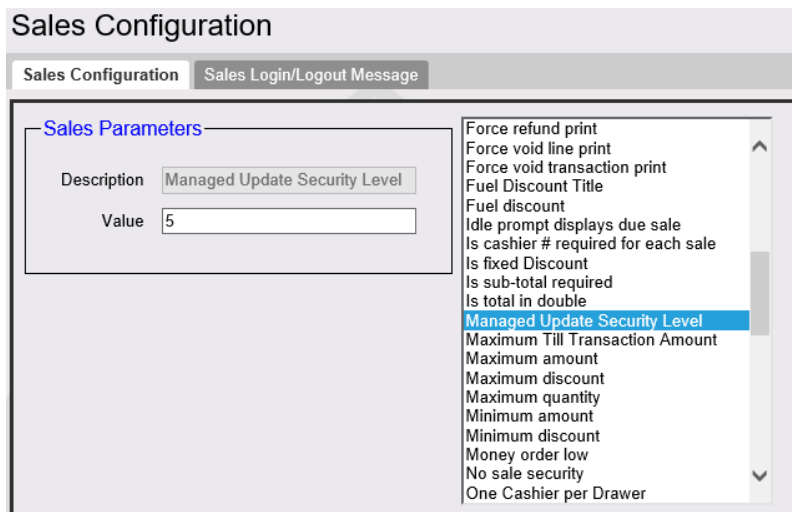 Sales Configuration
Sales Configuration
Sales Login/Logout Message
Sales Parameters
Description
Managed Update Security Level
Value
5
Force refund print
Force void line print
Force void transaction print
Fuel Discount Title
Fuel discount
Idle prompt displays due sale
Is cashier # required for each sale
Is fixed Discount
Is sub-total required
Is total in double
Managed Update Security Level
Maximum Till Transaction Amount
Maximum amount
Maximum discount
Maximum quantity
Minimum amount
Minimum discount
Money order low
No sale security
One Cashier per Drawer